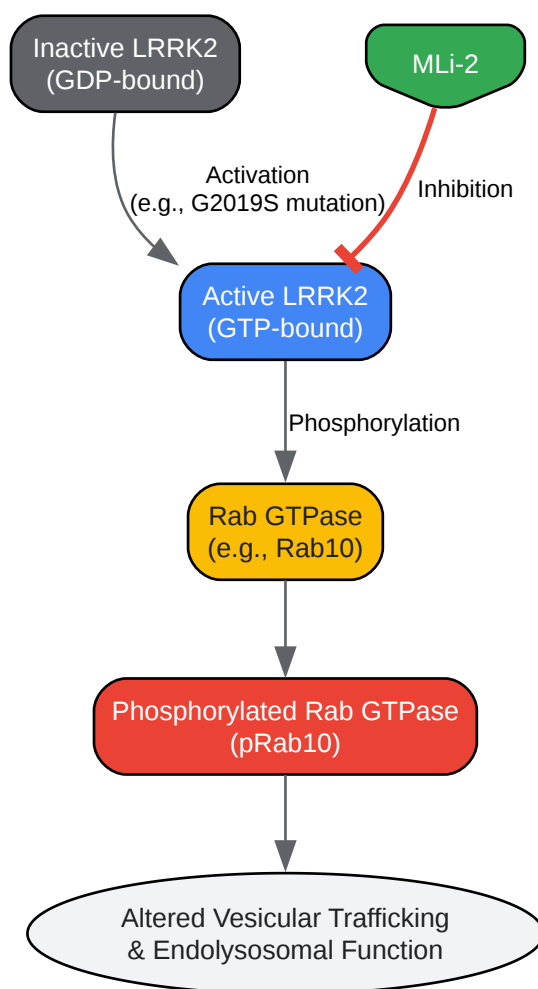 Inactive LRRK2
(GDP-bound)
MLi-2
Activation
(e.g., G2019S mutation)
Inhibition
Active LRRK2
(GTP-bound)
Phosphorylation
Rab GTPase
(e.g., Rab10)
Phosphorylated Rab GTPase
(pRab10)
Altered Vesicular Trafficking
& Endolysosomal Function